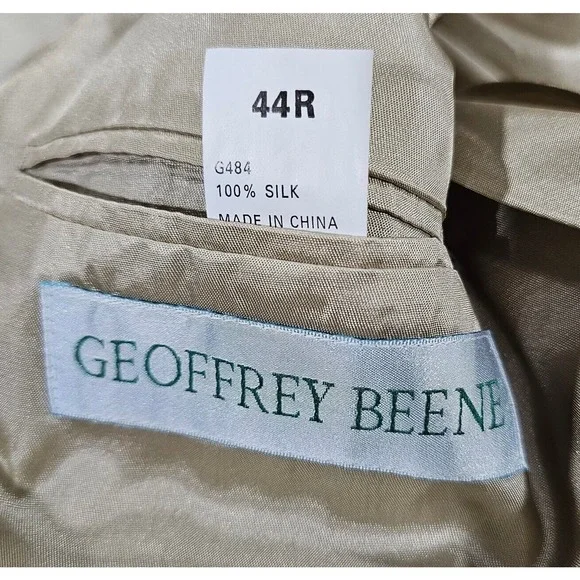 44R
G484
100% SILK
MADE IN CHINA
GEOFFREY BEENE